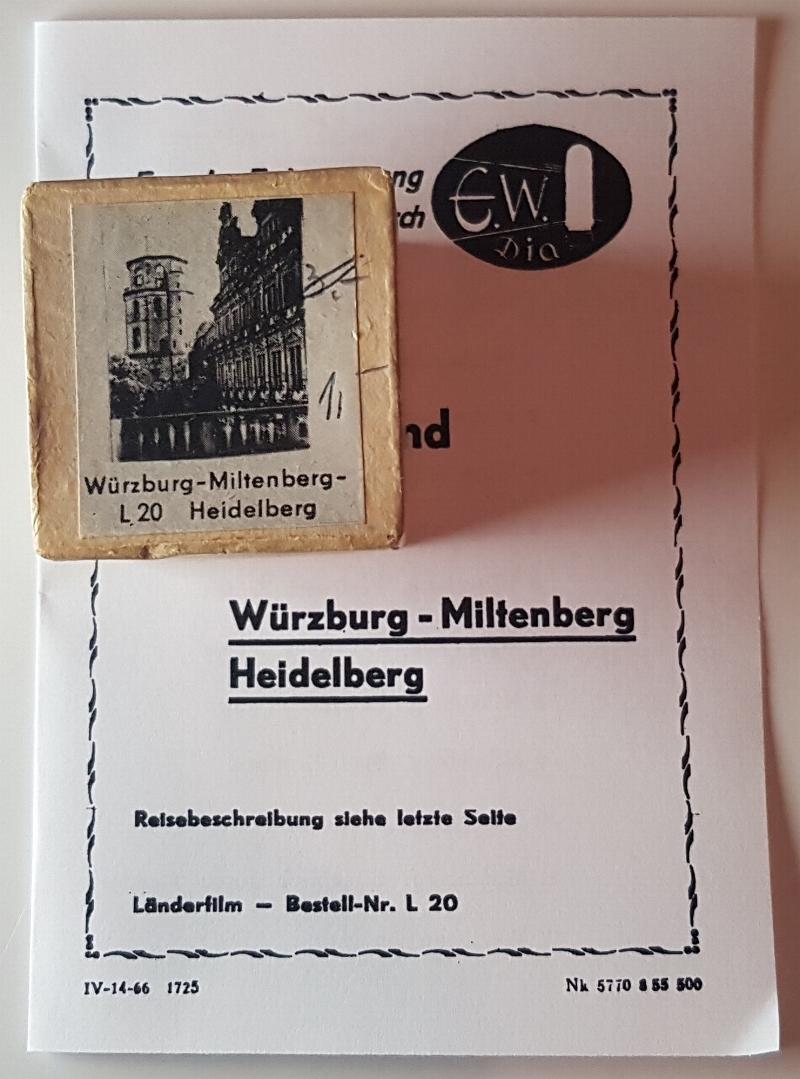 E.W.
Dia
Würzburg-Miltenberg-
L 20 Heidelberg
Würzburg - Miltenberg
Heidelberg
Reisebeschreibung siehe letzte Seite
Länderfilm — Bestell-Nr. L 20
IV-14-66 1725
Nk 5770 8 55 500